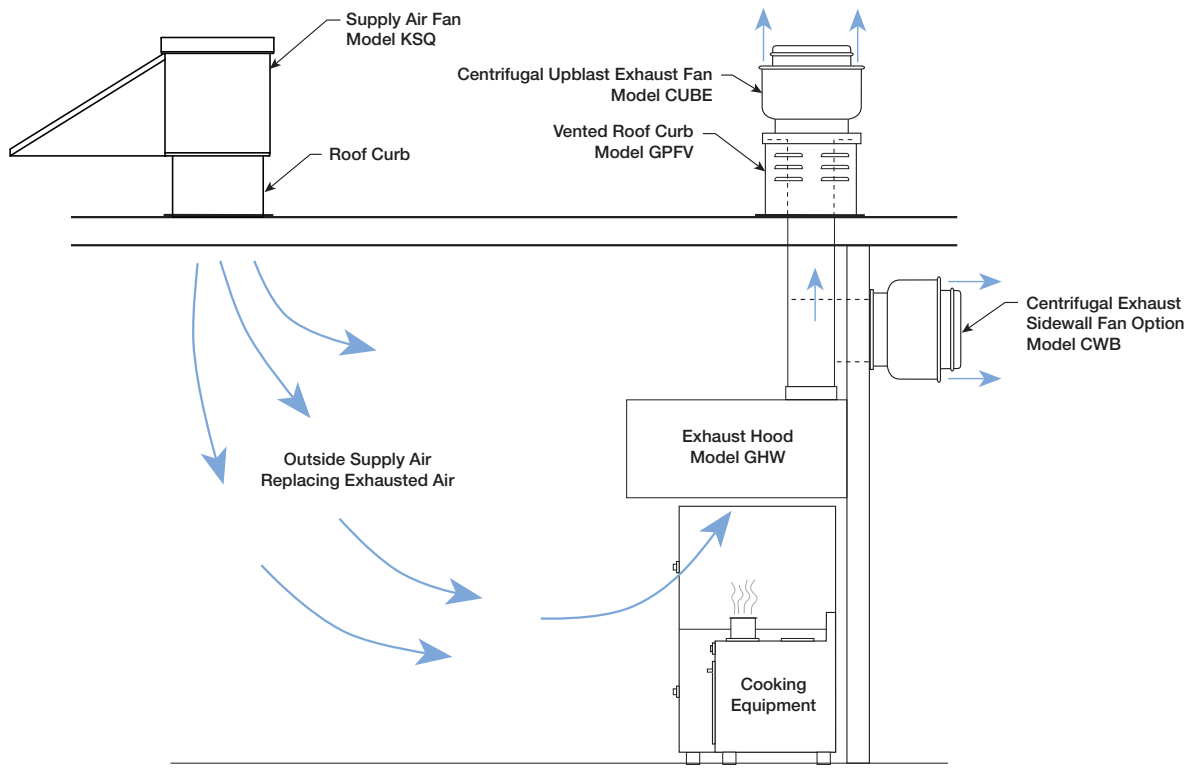 Supply Air Fan
Model KSQ
Centrifugal Upblast Exhaust Fan
Model CUBE
Vented Roof Curb
Model GPFV
Roof Curb
Centrifugal Exhaust
Sidewall Fan Option
Model CWB
Exhaust Hood
Model GHW
Outside Supply Air
Replacing Exhausted Air
Cooking
Equipment